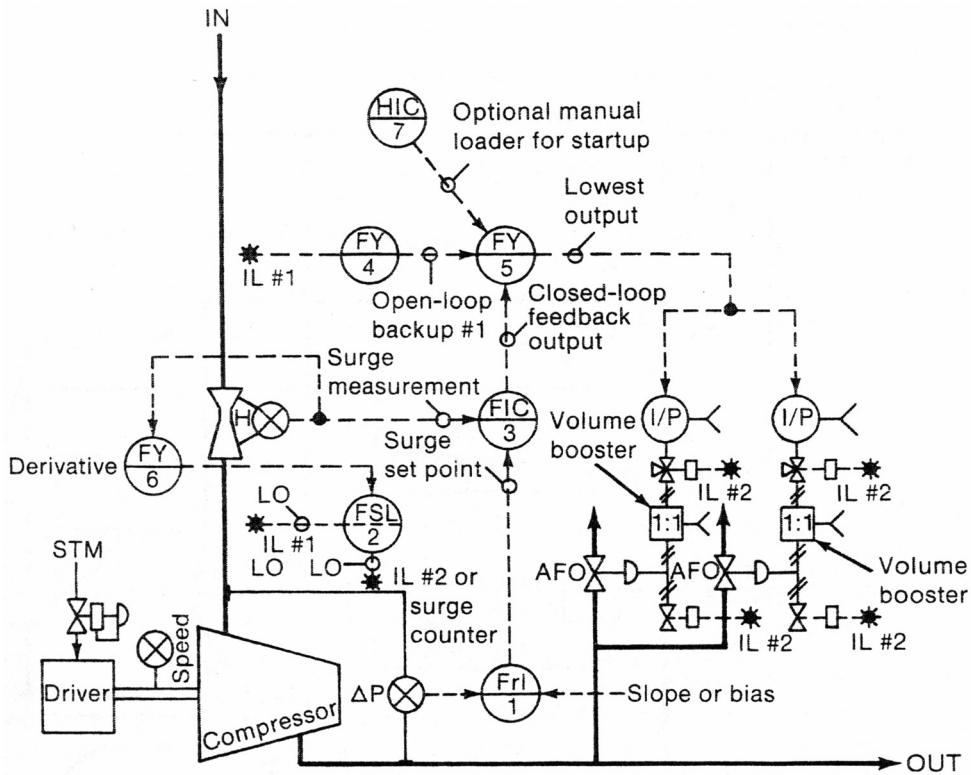 IN
HIC
7
Optional manual
loader for startup
Lowest
output
FY
4
FY
5
IL #1
Open-loop
backup #1
Closed-loop
feedback
output
Surge
measurement
H
FIC
3
I/P
I/P
Volume
booster
Derivative
FY
6
Surge
set point
IL #2
IL #2
LO
FSL
2
IL #1
LO
LO
1:1
1:1
STM
IL #2 or
surge
counter
AFO
AFO
Volume
booster
Speed
IL #2
IL #2
Driver
Compressor
ΔP
Frl
1
Slope or bias
OUT